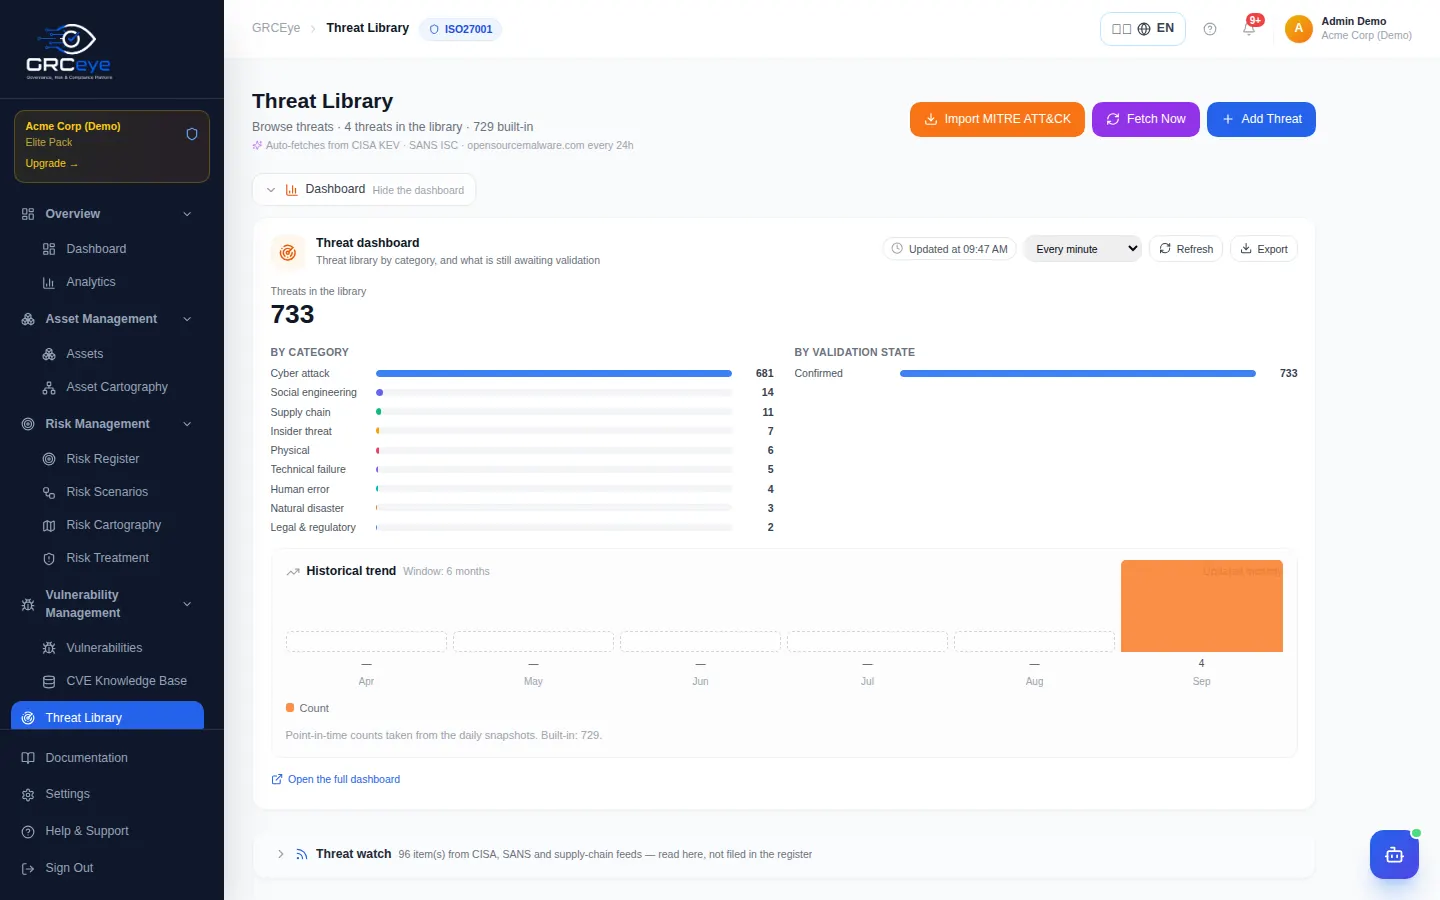 GRCeye
Governance, Risk & Compliance Platform
Acme Corp (Demo)
Elite Pack
Upgrade →
Overview
Dashboard
Analytics
Asset Management
Assets
Asset Cartography
Risk Management
Risk Register
Risk Scenarios
Risk Cartography
Risk Treatment
Vulnerability
Management
Vulnerabilities
CVE Knowledge Base
Threat Library
Documentation
Settings
Help & Support
Sign Out
GRCEye > Threat Library ISO27001
EN
9+
A
Admin Demo
Acme Corp (Demo)
Threat Library
Browse threats · 4 threats in the library · 729 built-in
Auto-fetches from CISA KEV · SANS ISC · opensourcemalware.com every 24h
Import MITRE ATT&CK
Fetch Now
Add Threat
Dashboard Hide the dashboard
Threat dashboard
Threat library by category, and what is still awaiting validation
Updated at 09:47 AM
Every minute
Refresh
Export
Threats in the library
733
BY CATEGORY
Cyber attack 681
Social engineering 14
Supply chain 11
Insider threat 7
Physical 6
Technical failure 5
Human error 4
Natural disaster 3
Legal & regulatory 2
BY VALIDATION STATE
Confirmed 733
Historical trend Window: 6 months
— — — — — 4
Apr May Jun Jul Aug Sep
Count
Point-in-time counts taken from the daily snapshots. Built-in: 729.
Open the full dashboard
Threat watch 96 item(s) from CISA, SANS and supply-chain feeds — read here, not filed in the register